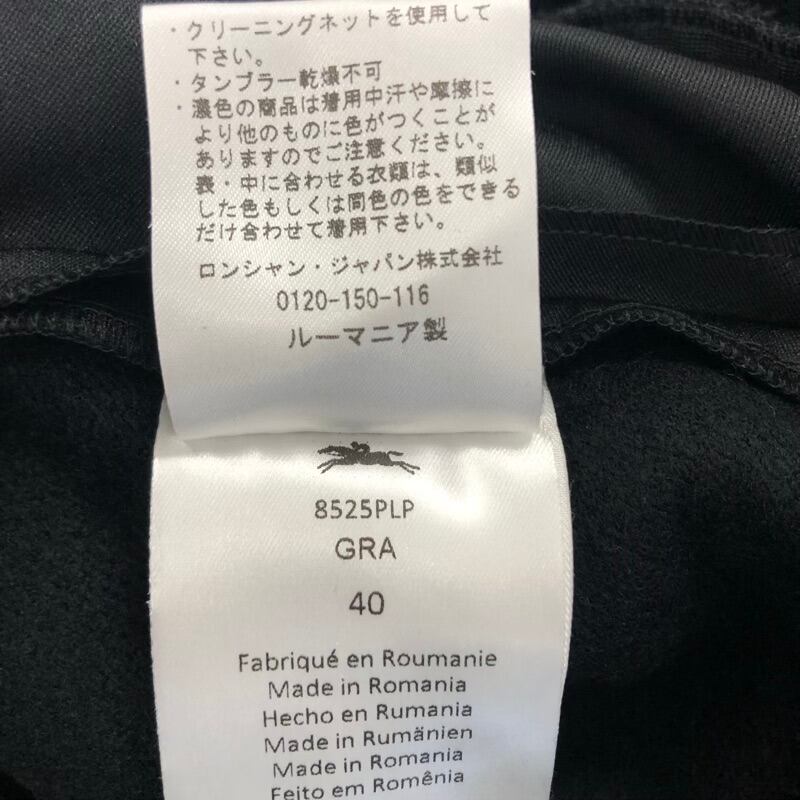 ・クリーニングネットを使用して
下さい。
・タンブラー乾燥不可
・濃色の商品は着用中汗や摩擦に
より他のものに色がつくことが
ありますのでご注意ください。
表・中に合わせる衣類は、類似
した色もしくは同色の色をできる
だけ合わせて着用下さい。
ロンシャン・ジャパン株式会社
0120-150-116
ルーマニア製
8525PLP
GRA
40
Fabriqué en Roumanie
Made in Romania
Hecho en Rumania
Made in Rumänien
Made in Romania
Feito em Romênia